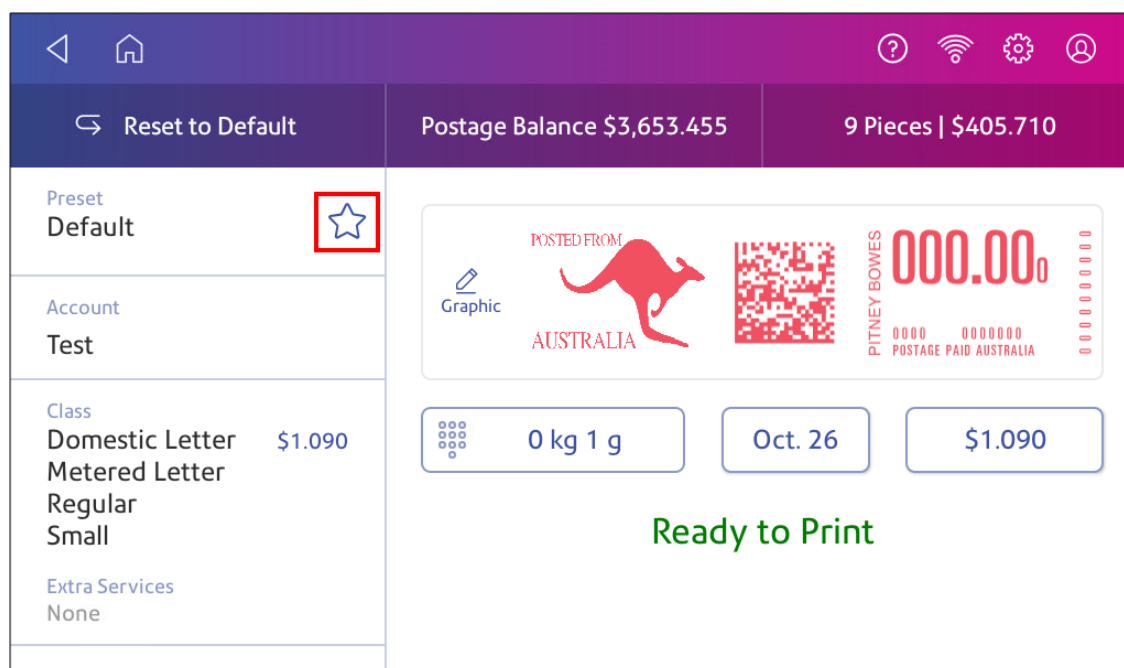 Reset to Default
Postage Balance $3,653.455
9 Pieces | $405.710
Preset
Default
Account
Test
Class
Domestic Letter $1.090
Metered Letter
Regular
Small
Extra Services
None
Graphic
POSTED FROM
AUSTRALIA
PITNEY BOWES
000.000
0000 0000000
POSTAGE PAID AUSTRALIA
000000000
0 kg 1 g
Oct. 26
$1.090
Ready to Print